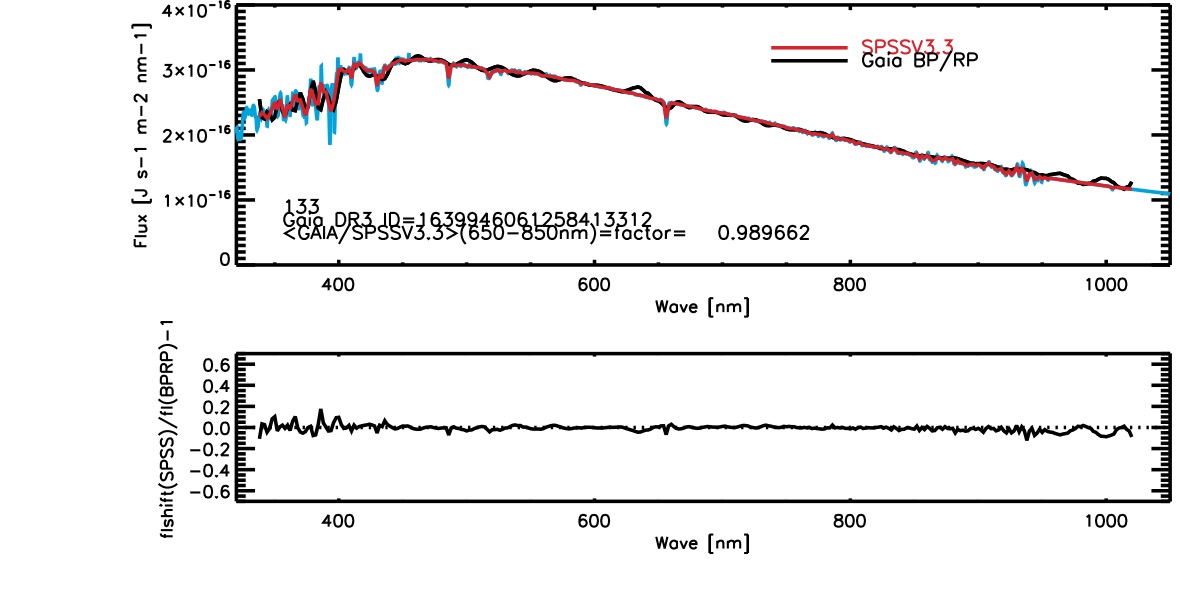 4×10−16
3×10−16
2×10−16
1×10−16
0
Flux [J s−1 m−2 nm−1]
SPSSV3.3
Gaia BP/RP
133
Gaia DR3 ID=1639946061258413312
<GAIA/SPSSV3.3>(650−850nm)=factor= 0.989662
400 600 800 1000
Wave [nm]
flshift(SPSS)/fl(BPRP)−1
0.6
0.4
0.2
0.0
−0.2
−0.4
−0.6
400 600 800 1000
Wave [nm]